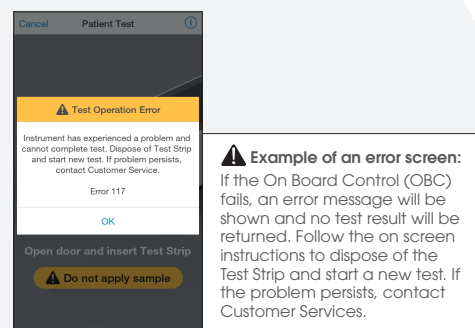 Cancel Patient Test
Test Operation Error
Instrument has experienced a problem and
cannot complete test. Dispose of Test Strip
and start new test. If problem persists,
contact Customer Service.
Error 117
OK
Open door and insert Test Strip
Do not apply sample
Example of an error screen:
If the On Board Control (OBC)
fails, an error message will be
shown and no test result will be
returned. Follow the on screen
instructions to dispose of the
Test Strip and start a new test. If
the problem persists, contact
Customer Services.